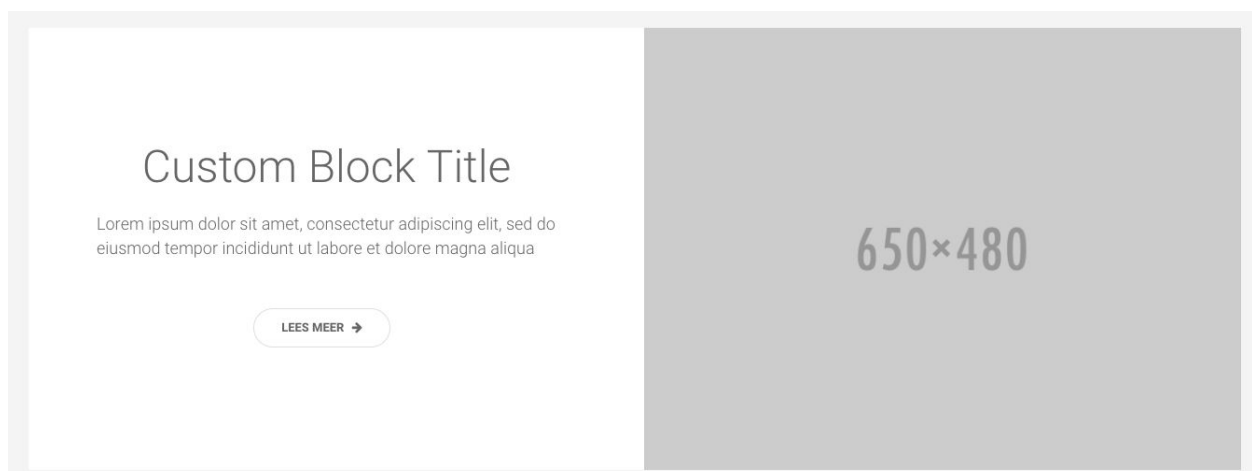 Custom Block Title
Lorem ipsum dolor sit amet, consectetur adipiscing elit, sed do
eiusmod tempor incididunt ut labore et dolore magna aliqua
LEES MEER
650×480